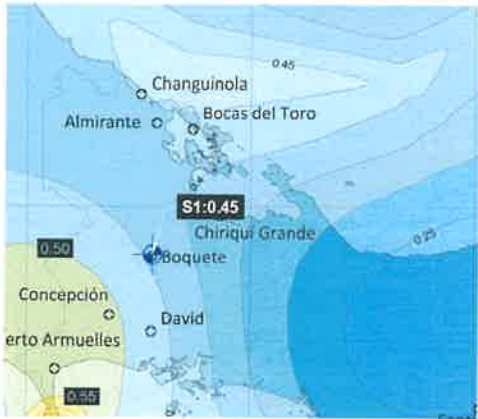 0.45
Changuinola
Almirante
Bocas del Toro
S1:0.45
Chiriqui Grande
0.25
0.50
Boquete
Concepción
David
erto Armuelles
0.55